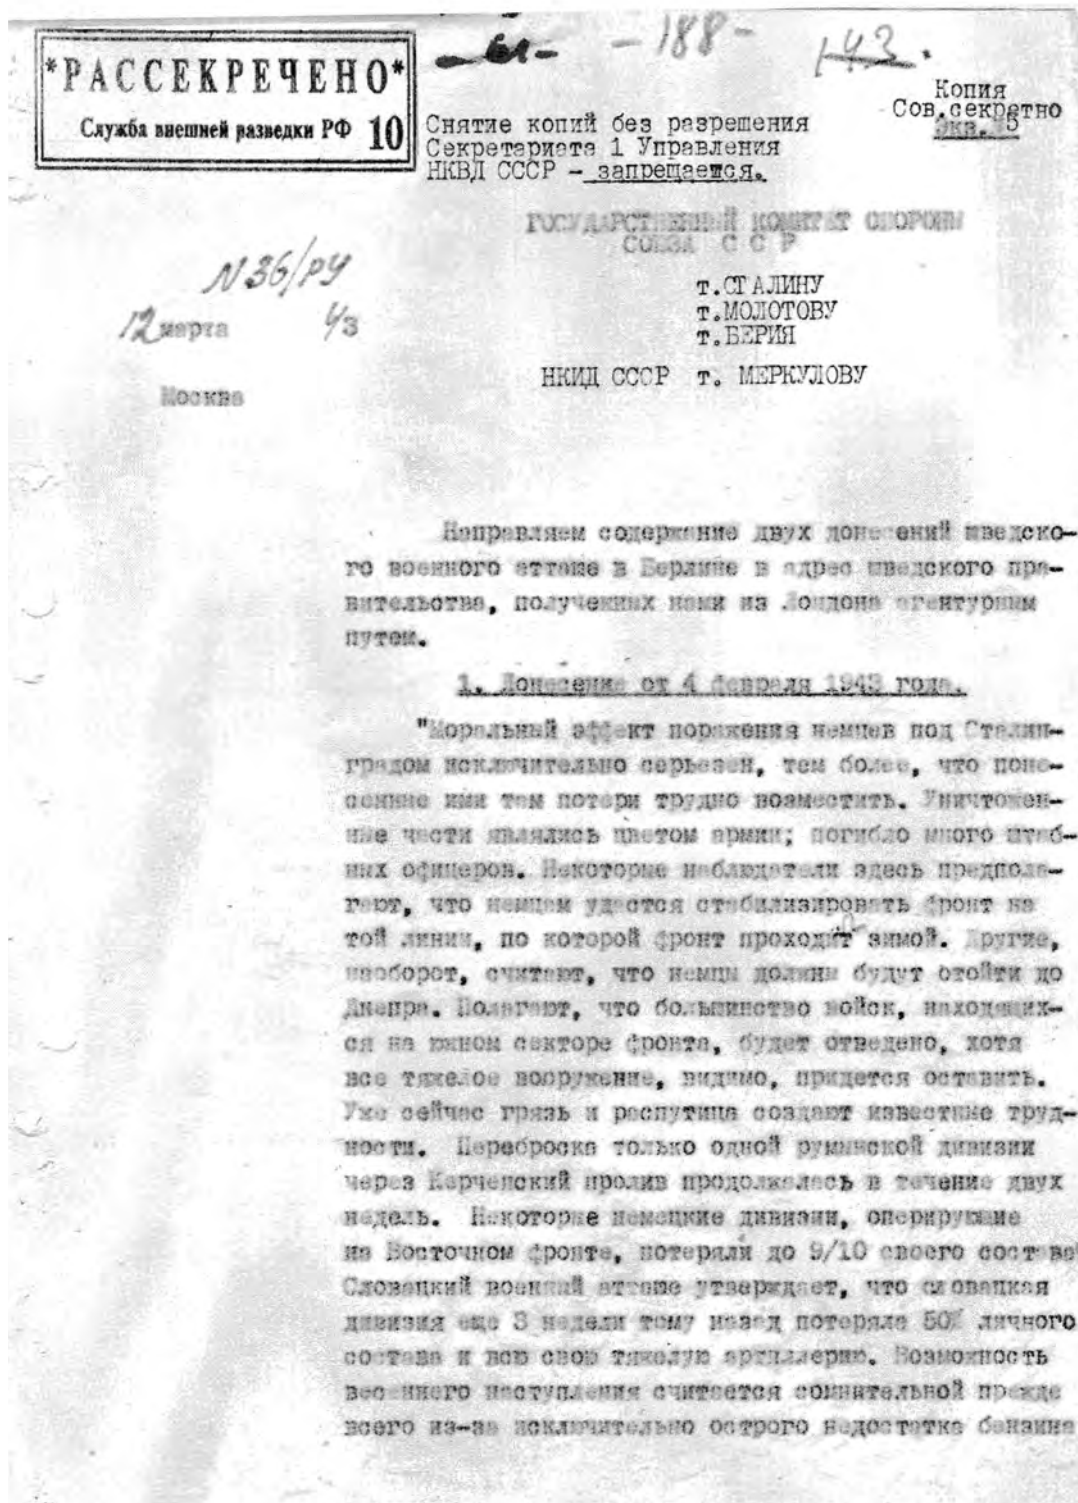 -61- -188- 143.
*РАССЕКРЕЧЕНО*
Служба внешней разведки РФ 10
Копия
Сов.секретно
экз. 5
Снятие копий без разрешения
Секретариата 1 Управления
НКВД СССР - запрещается.
ГОСУДАРСТВЕННЫЙ КОМИТЕТ ОБОРОНЫ
СОЮЗА С С Р
N36/РУ
12 марта 43
Москва
т.СТАЛИНУ
т.МОЛОТОВУ
т.БЕРИЯ
НКИД СССР т. МЕРКУЛОВУ
Направляем содержание двух донесений шведско-
го военного атташе в Берлине в адрес шведского пра-
вительства, полученных нами из Лондона агентурным
путем.
1. Донесение от 4 февраля 1943 года.
"Моральный эффект поражения немцев под Сталин-
градом исключительно серьезен, тем более, что поне-
сенные ими там потери трудно возместить. Уничтожен-
ные части являлись цветом армии; погибло много штаб-
ных офицеров. Некоторые наблюдатели здесь предпола-
гают, что немцам удастся стабилизировать фронт на
той линии, по которой фронт проходит зимой. Другие,
наоборот, считают, что немцы должны будут отойти до
Днепра. Полагают, что большинство войск, находящих-
ся на южном секторе фронта, будет отведено, хотя
все тяжелое вооружение, видимо, придется оставить.
Уже сейчас грязь и распутица создают известные труд-
ности. Переброска только одной румынской дивизии
через Керченский пролив продолжалась в течение двух
недель. Некоторые немецкие дивизии, оперирующие
на Восточном фронте, потеряли до 9/10 своего состава
Словацкий военный атташе утверждает, что словацкая
дивизия еще 3 недели тому назад потеряла 50% личного
состава и всю свою тяжелую артиллерию. Возможность
весеннего наступления считается сомнительной прежде
всего из-за исключительно острого недостатка бензина